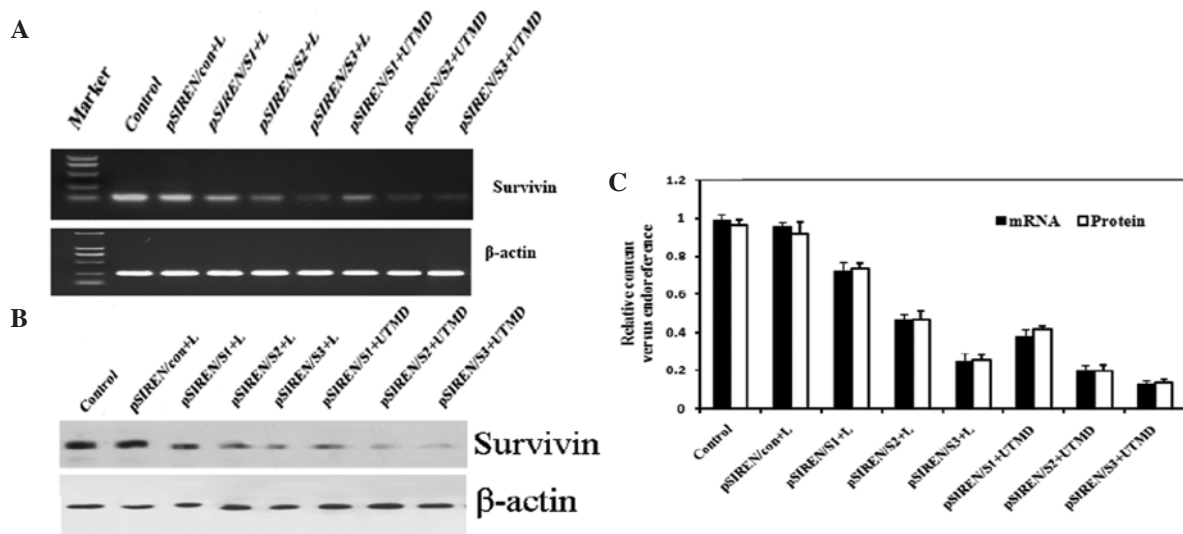 A
Marker
Control
pSIREN/con+L
pSIREN/S1+L
pSIREN/S2+L
pSIREN/S3+L
pSIREN/S1+UTMD
pSIREN/S2+UTMD
pSIREN/S3+UTMD
Survivin
β-actin
B
Control
pSIREN/con+L
pSIREN/S1+L
pSIREN/S2+L
pSIREN/S3+L
pSIREN/S1+UTMD
pSIREN/S2+UTMD
pSIREN/S3+UTMD
Survivin
β-actin
C
Relative content
versus endoreference
1.2
1
0.8
0.6
0.4
0.2
0
mRNA
Protein
Control
pSIREN/con+L
pSIREN/S1+L
pSIREN/S2+L
pSIREN/S3+L
pSIREN/S1+UTMD
pSIREN/S2+UTMD
pSIREN/S3+UTMD